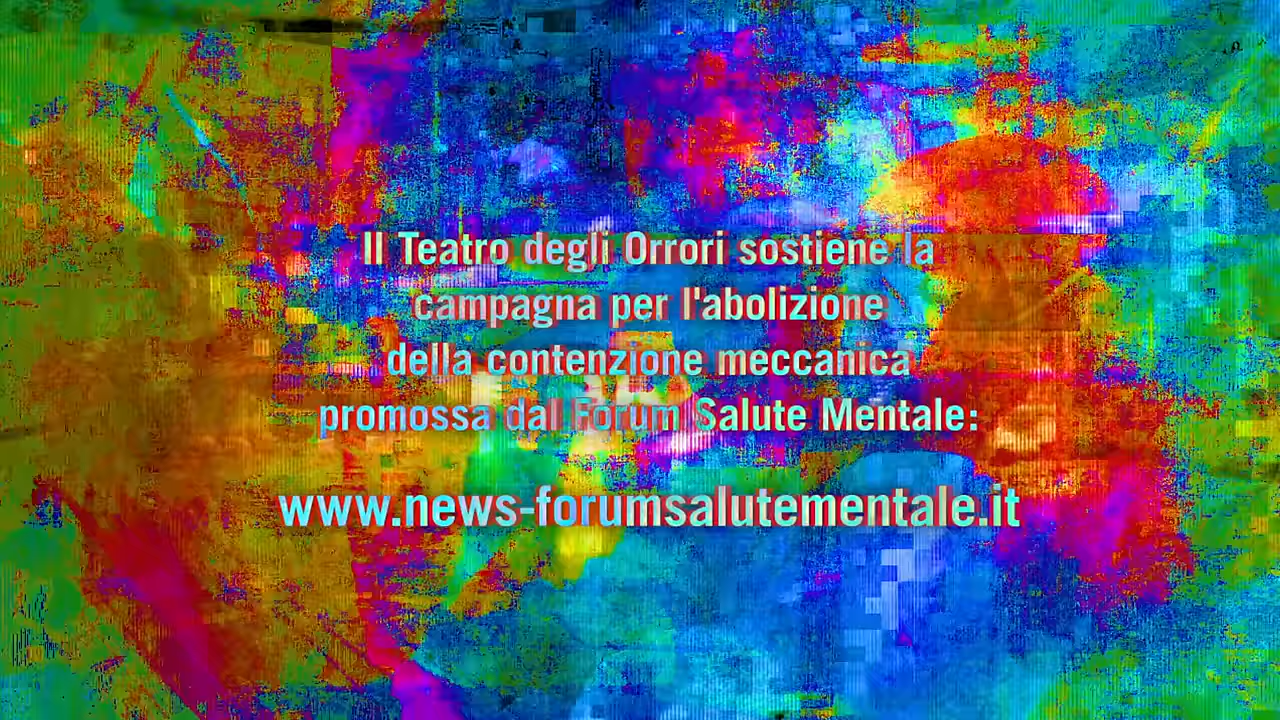 Il Teatro degli Orrori sostiene la
campagna per l'abolizione
della contenzione meccanica
promossa dal Forum Salute Mentale:
www.news-forumsalutementale.it